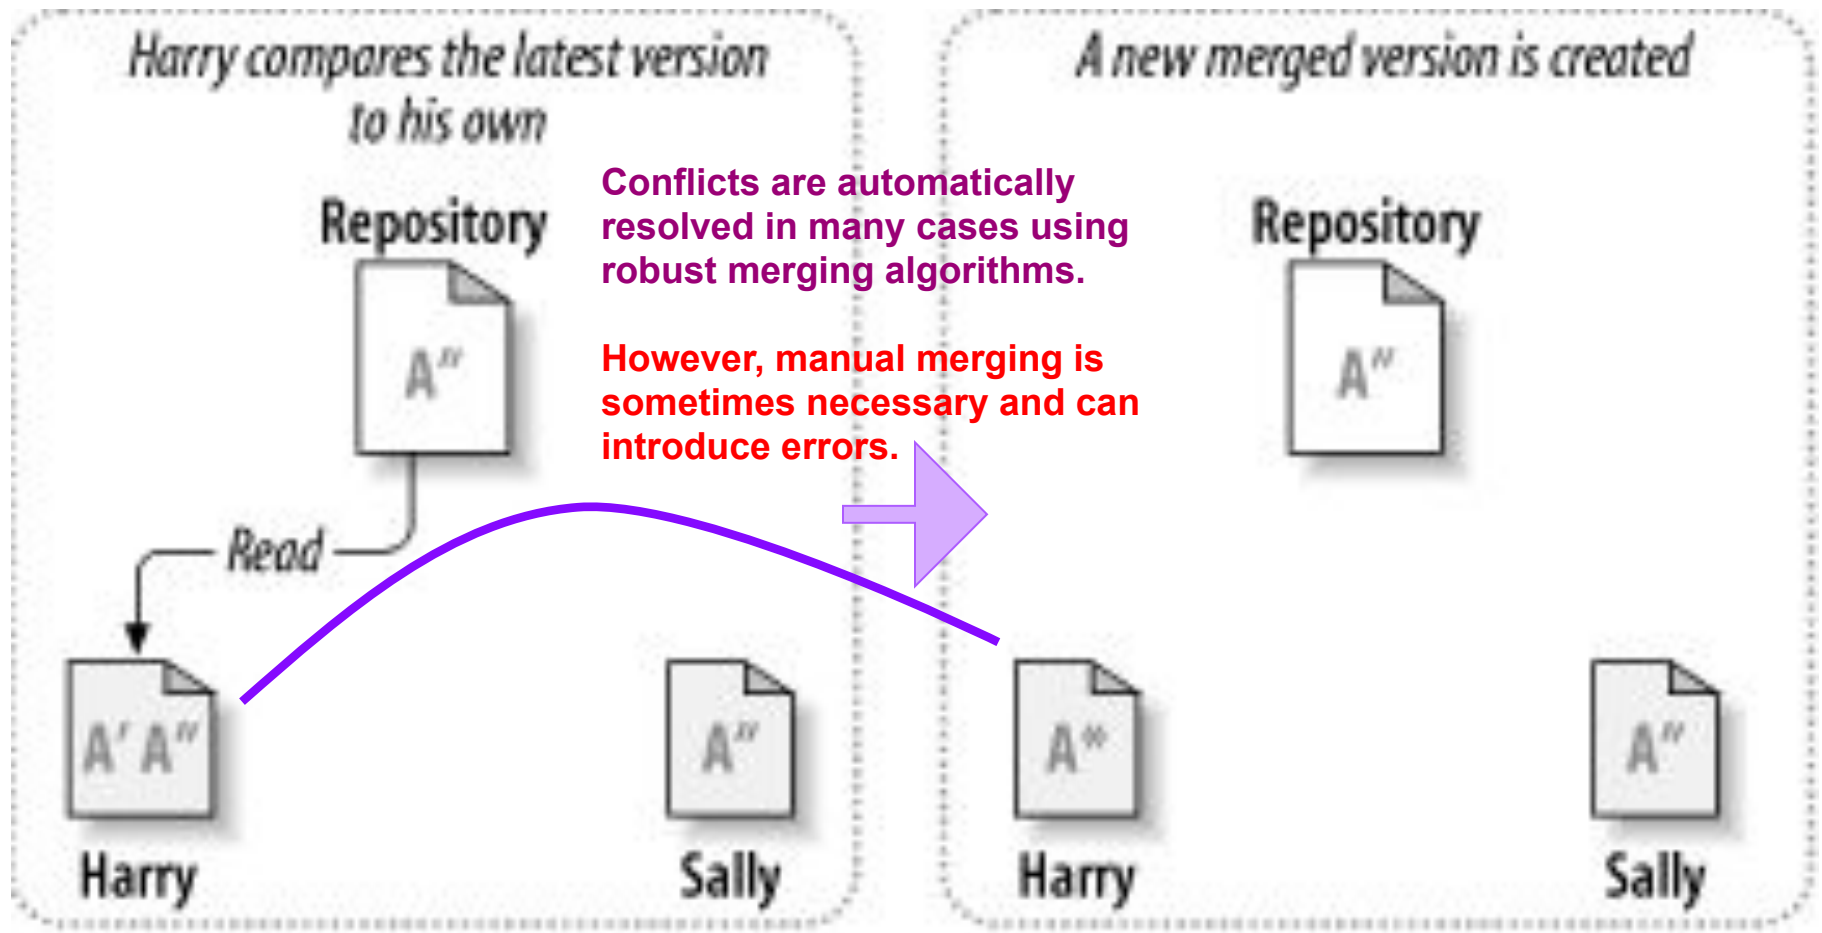 Harry compares the latest version
to his own
Repository
A"
Read
A' A"
Harry
A"
Sally
Conflicts are automatically
resolved in many cases using
robust merging algorithms.
However, manual merging is
sometimes necessary and can
introduce errors.
A new merged version is created
Repository
A"
A*
Harry
A"
Sally